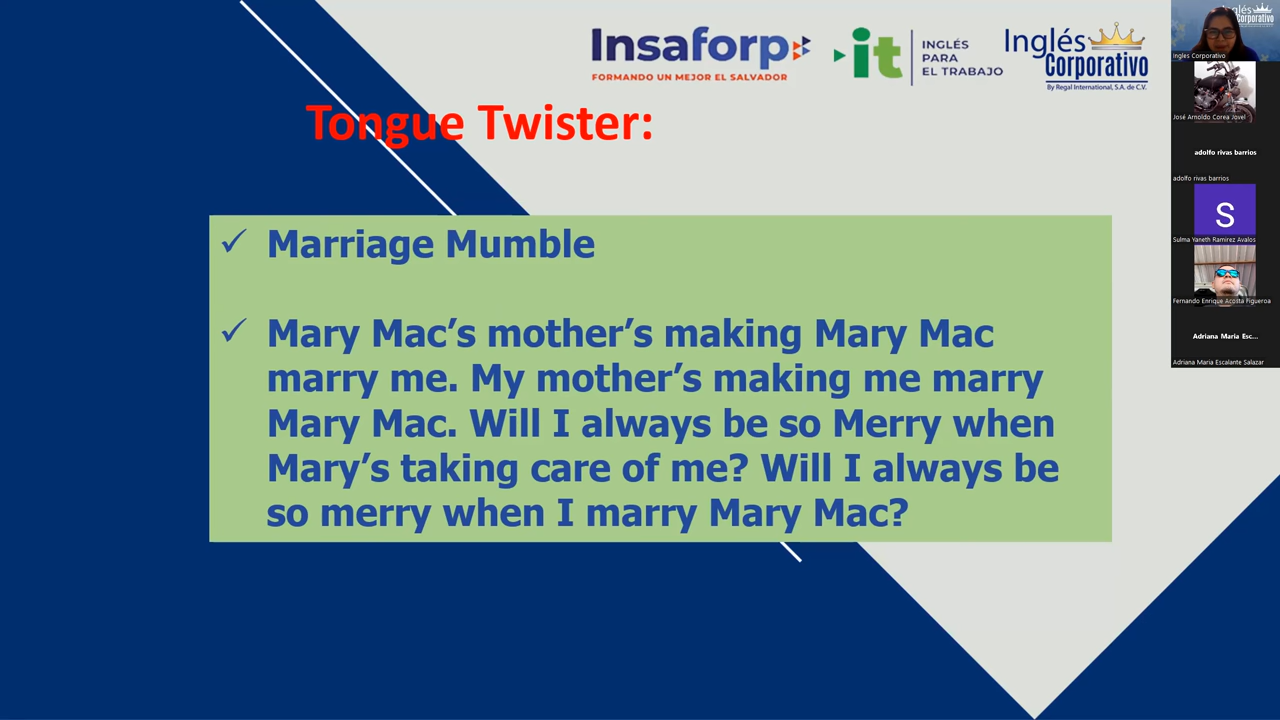 Insaforp
FORMANDO UN MEJOR EL SALVADOR
it
INGLÉS
PARA
EL TRABAJO
Inglés
Corporativo
By Regal International, S.A. de C.V.
Tongue Twister:
✓ Marriage Mumble
✓ Mary Mac’s mother’s making Mary Mac
marry me. My mother’s making me marry
Mary Mac. Will I always be so Merry when
Mary’s taking care of me? Will I always be
so merry when I marry Mary Mac?
Inglés
Corporativo
Ingles Corporativo
José Arnoldo Corea Jovel
adolfo rivas barrios
adolfo rivas barrios
S
Sulma Yaneth Ramirez Avalos
Fernando Enrique Acosta Figueroa
Adriana Maria Esc...
Adriana Maria Escalante Salazar